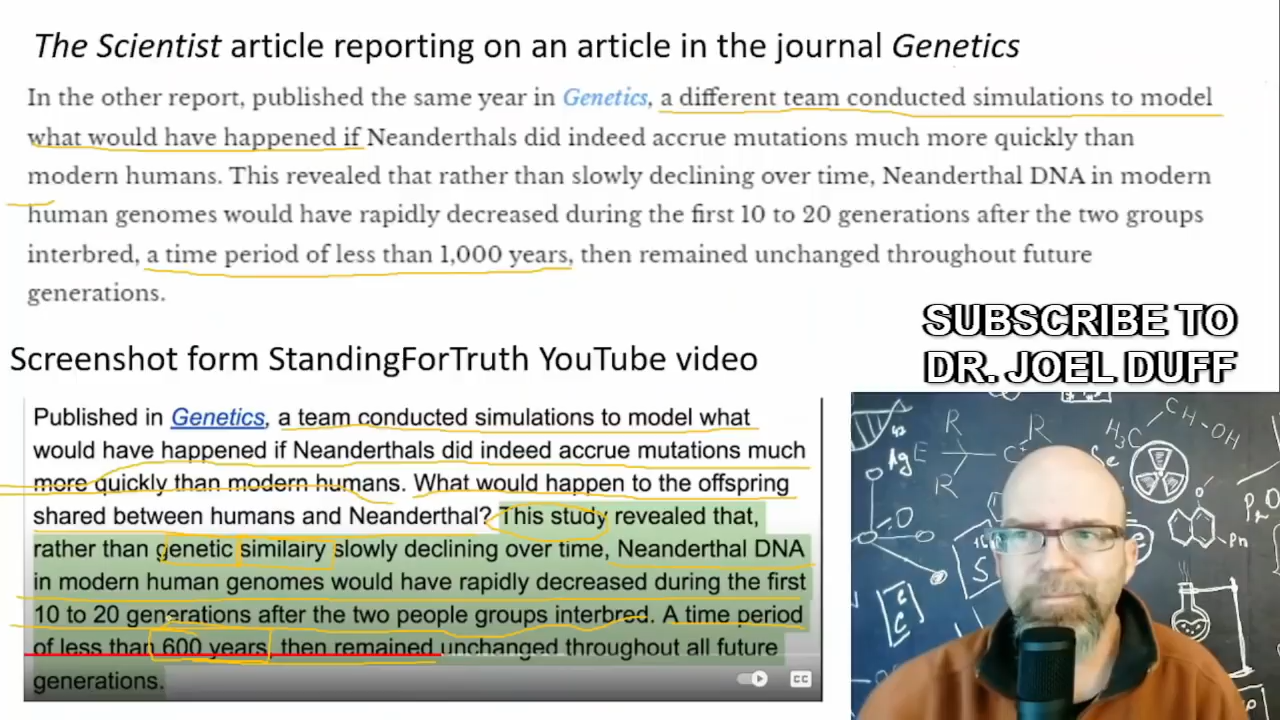 The Scientist article reporting on an article in the journal Genetics
In the other report, published the same year in Genetics, a different team conducted simulations to model
what would have happened if Neanderthals did indeed accrue mutations much more quickly than
modern humans. This revealed that rather than slowly declining over time, Neanderthal DNA in modern
human genomes would have rapidly decreased during the first 10 to 20 generations after the two groups
interbred, a time period of less than 1,000 years, then remained unchanged throughout future
generations.
SUBSCRIBE TO
DR. JOEL DUFF
Screenshot form StandingForTruth YouTube video
Published in Genetics, a team conducted simulations to model what
would have happened if Neanderthals did indeed accrue mutations much
more quickly than modern humans. What would happen to the offspring
shared between humans and Neanderthal? This study revealed that,
rather than genetic similairy slowly declining over time, Neanderthal DNA
in modern human genomes would have rapidly decreased during the first
10 to 20 generations after the two people groups interbred. A time period
of less than 600 years, then remained unchanged throughout all future
generations.
CC
R
R
Ag
E
C+
H3C
CH-OH
R
Se
O
Pn
P2O